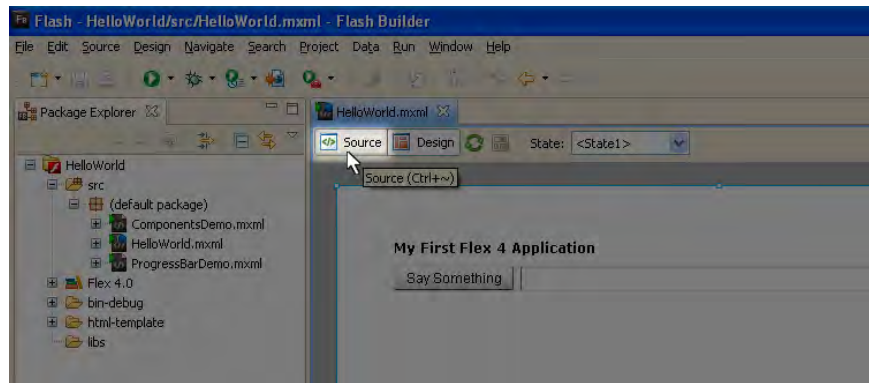 Flash - HelloWorld/src/HelloWorld.mxml - Flash Builder
File Edit Source Design Navigate Search Project Data Run Window Help
Package Explorer
HelloWorld.mxml
Source Design State: <State1>
Source (Ctrl+~)
HelloWorld
src
(default package)
ComponentsDemo.mxml
HelloWorld.mxml
ProgressBarDemo.mxml
Flex 4.0
bin-debug
html-template
libs
My First Flex 4 Application
Say Something